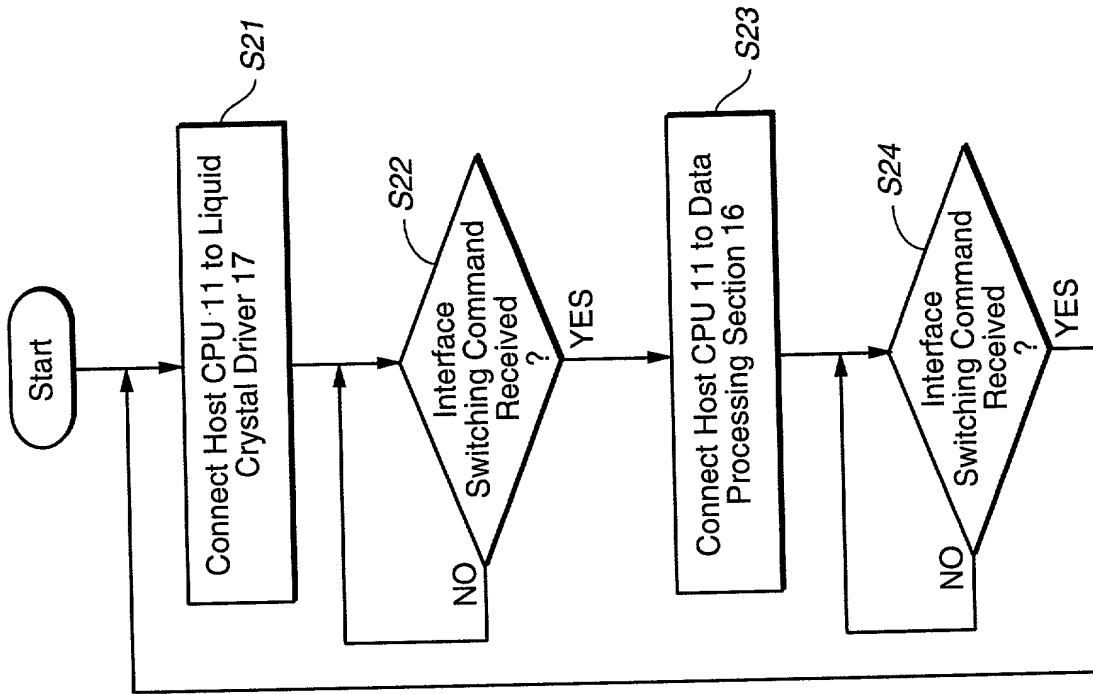 Start
S21
Connect Host CPU 11 to Liquid
Crystal Driver 17
S22
Interface
Switching Command
Received
?
NO
YES
S23
Connect Host CPU 11 to Data
Processing Section 16
S24
Interface
Switching Command
Received
?
NO
YES